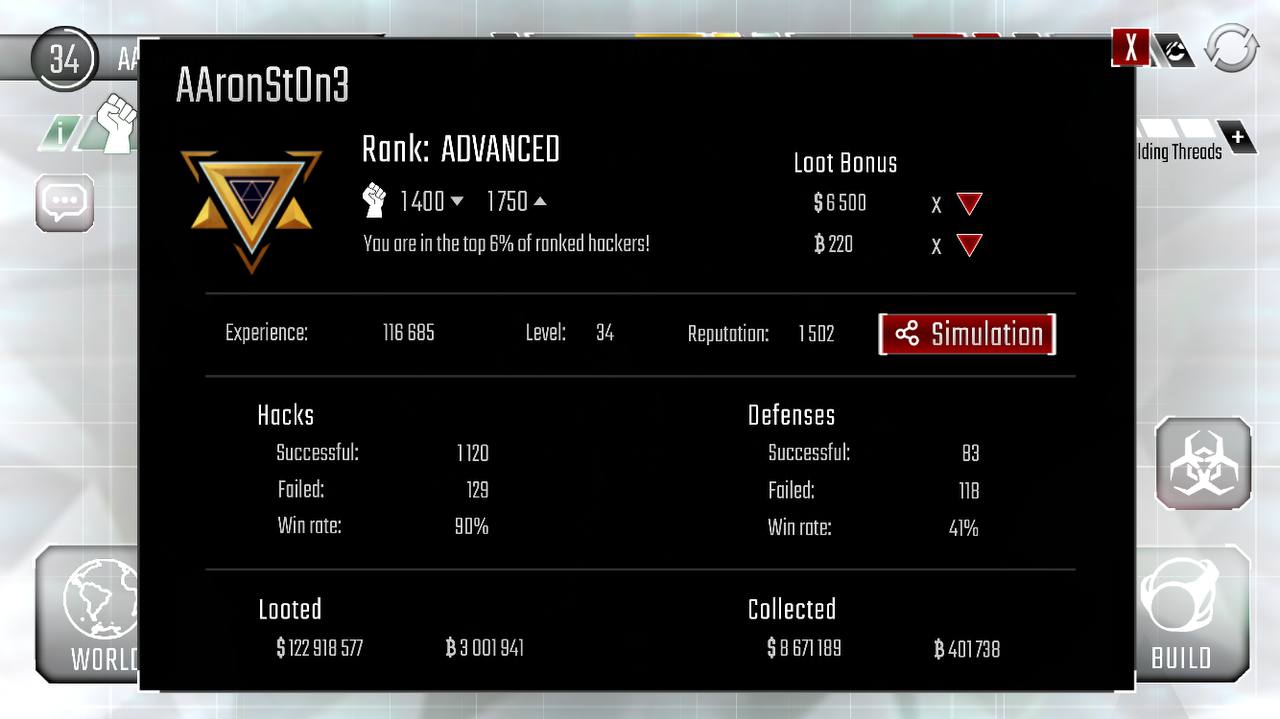 34 AA
X
AAronSt0n3
i
Rank: ADVANCED
1400 1750
You are in the top 6% of ranked hackers!
Loot Bonus
$ 6 500 X
₿ 220 X
+
lding Threads
Experience: 116 685 Level: 34 Reputation: 1 502 Simulation
Hacks
Successful: 1 120
Failed: 129
Win rate: 90%
Defenses
Successful: 83
Failed: 118
Win rate: 41%
Looted
$ 122 918 577 ₿ 3 001 941
Collected
$ 8 671 189 ₿ 401 738
WORLD
BUILD